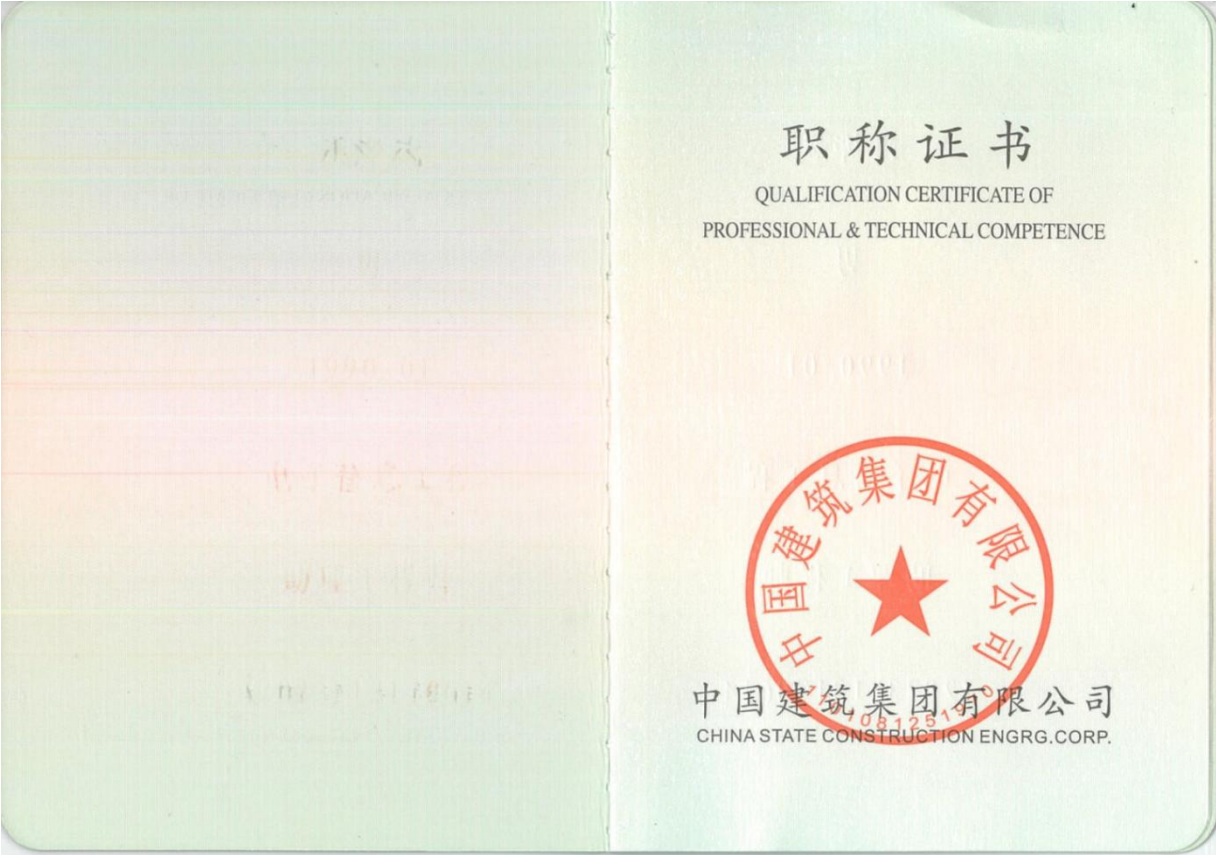 职称证书
QUALIFICATION CERTIFICATE OF
PROFESSIONAL & TECHNICAL COMPETENCE
中国建筑集团有限公司
中国建筑集团有限公司
CHINA STATE CONSTRUCTION ENGRG.CORP.